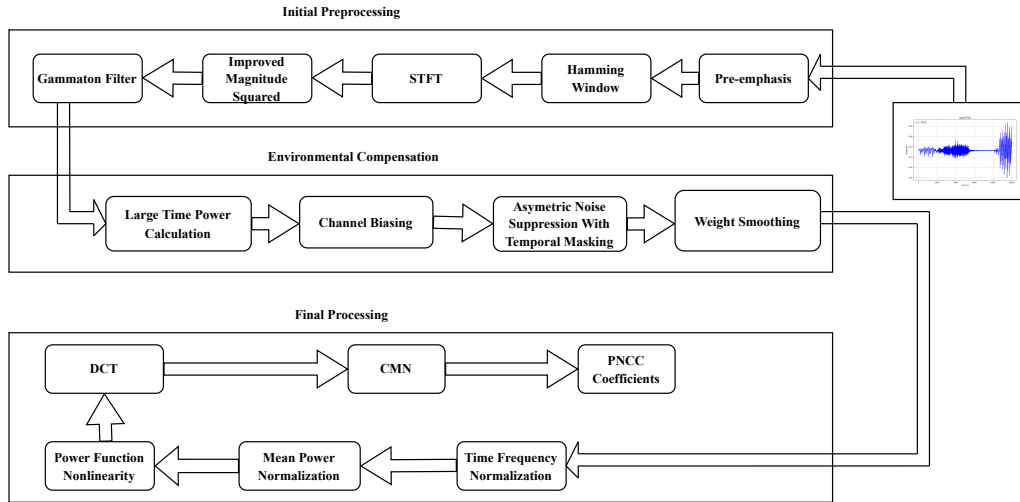 Initial Preprocessing
Gammaton Filter
Improved
Magnitude
Squared
STFT
Hamming
Window
Pre-emphasis
Environmental Compensation
Large Time Power
Calculation
Channel Biasing
Asymetric Noise
Suppression With
Temporal Masking
Weight Smoothing
Final Processing
DCT
CMN
PNCC
Coefficients
Power Function
Nonlinearity
Mean Power
Normalization
Time Frequency
Normalization